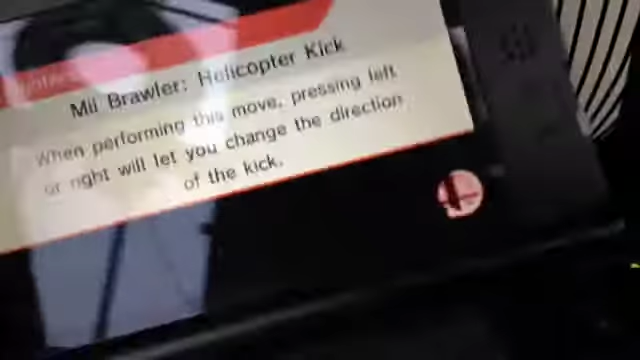 Mii Brawler: Helicopter Kick
When performing this move, pressing left
or right will let you change the direction
of the kick.